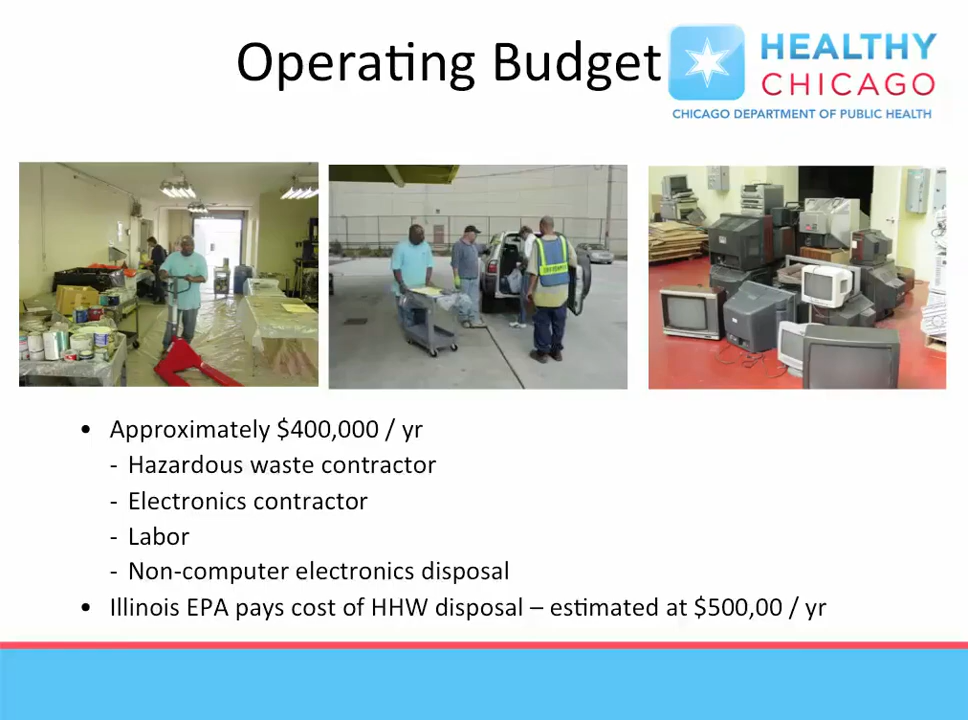 Operating Budget
HEALTHY
CHICAGO
CHICAGO DEPARTMENT OF PUBLIC HEALTH
• Approximately $400,000 / yr
- Hazardous waste contractor
- Electronics contractor
- Labor
- Non-computer electronics disposal
• Illinois EPA pays cost of HHW disposal – estimated at $500,00 / yr